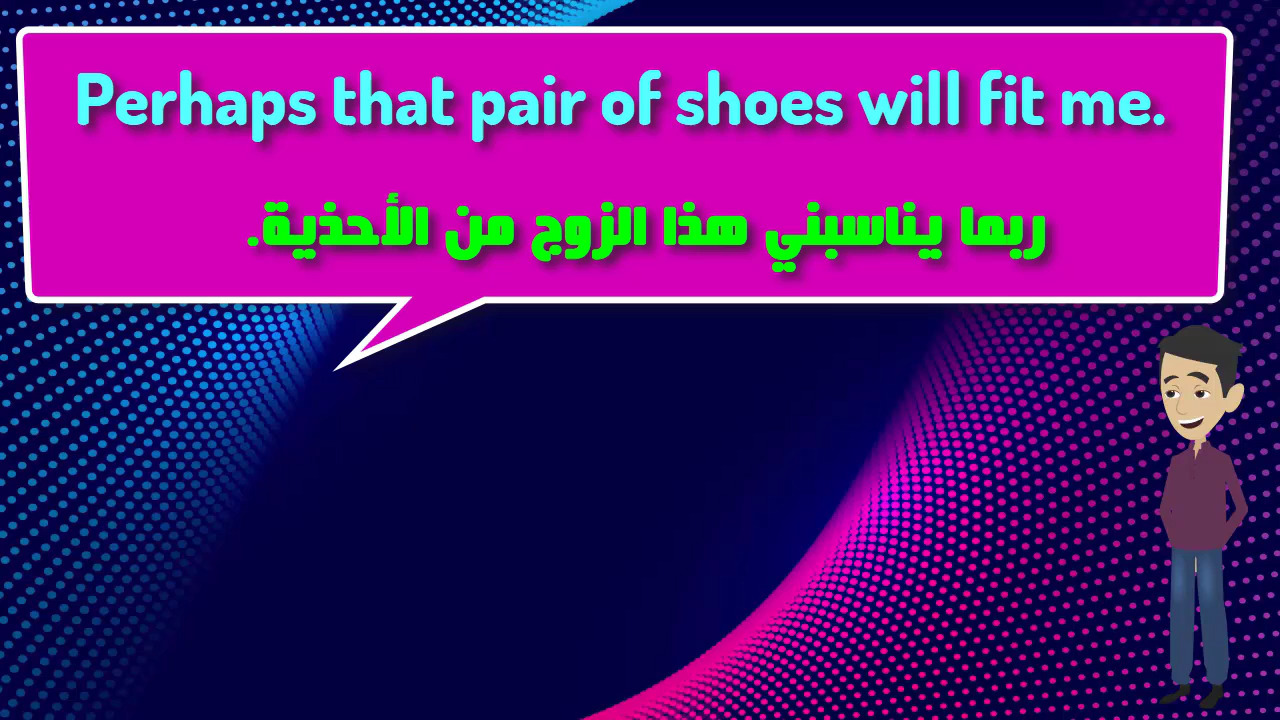 Perhaps that pair of shoes will fit me.
ربما يناسبني هذا الزوج من الأحذية.